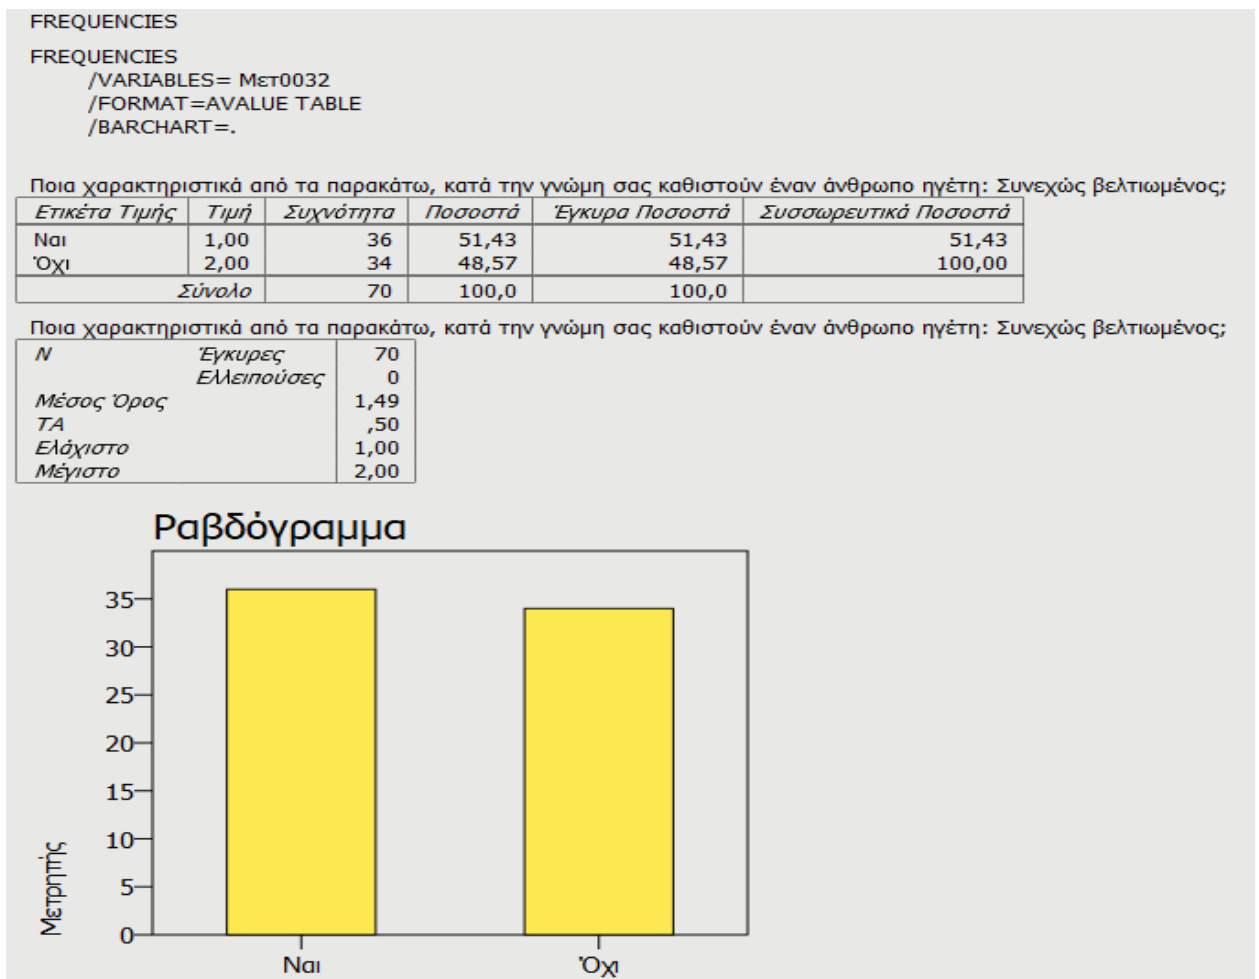 FREQUENCIES
FREQUENCIES
/VARIABLES= Μετ0032
/FORMAT=AVALUE TABLE
/BARCHART=.
Ποια χαρακτηριστικά από τα παρακάτω, κατά την γνώμη σας καθιστούν έναν άνθρωπο ηγέτη: Συνεχώς βελτιωμένος;
Ετικέτα Τιμής Τιμή Συχνότητα Ποσοστά Έγκυρα Ποσοστά Συσσωρευτικά Ποσοστά
Ναι 1,00 36 51,43 51,43 51,43
Όχι 2,00 34 48,57 48,57 100,00
Σύνολο 70 100,0 100,0
Ποια χαρακτηριστικά από τα παρακάτω, κατά την γνώμη σας καθιστούν έναν άνθρωπο ηγέτη: Συνεχώς βελτιωμένος;
N Έγκυρες 70
Ελλειπούσες 0
Μέσος Όρος 1,49
ΤΑ ,50
Ελάχιστο 1,00
Μέγιστο 2,00
Ραβδόγραμμα
35
30
25
20
15
10
5
0
Μετρητής
Ναι Όχι